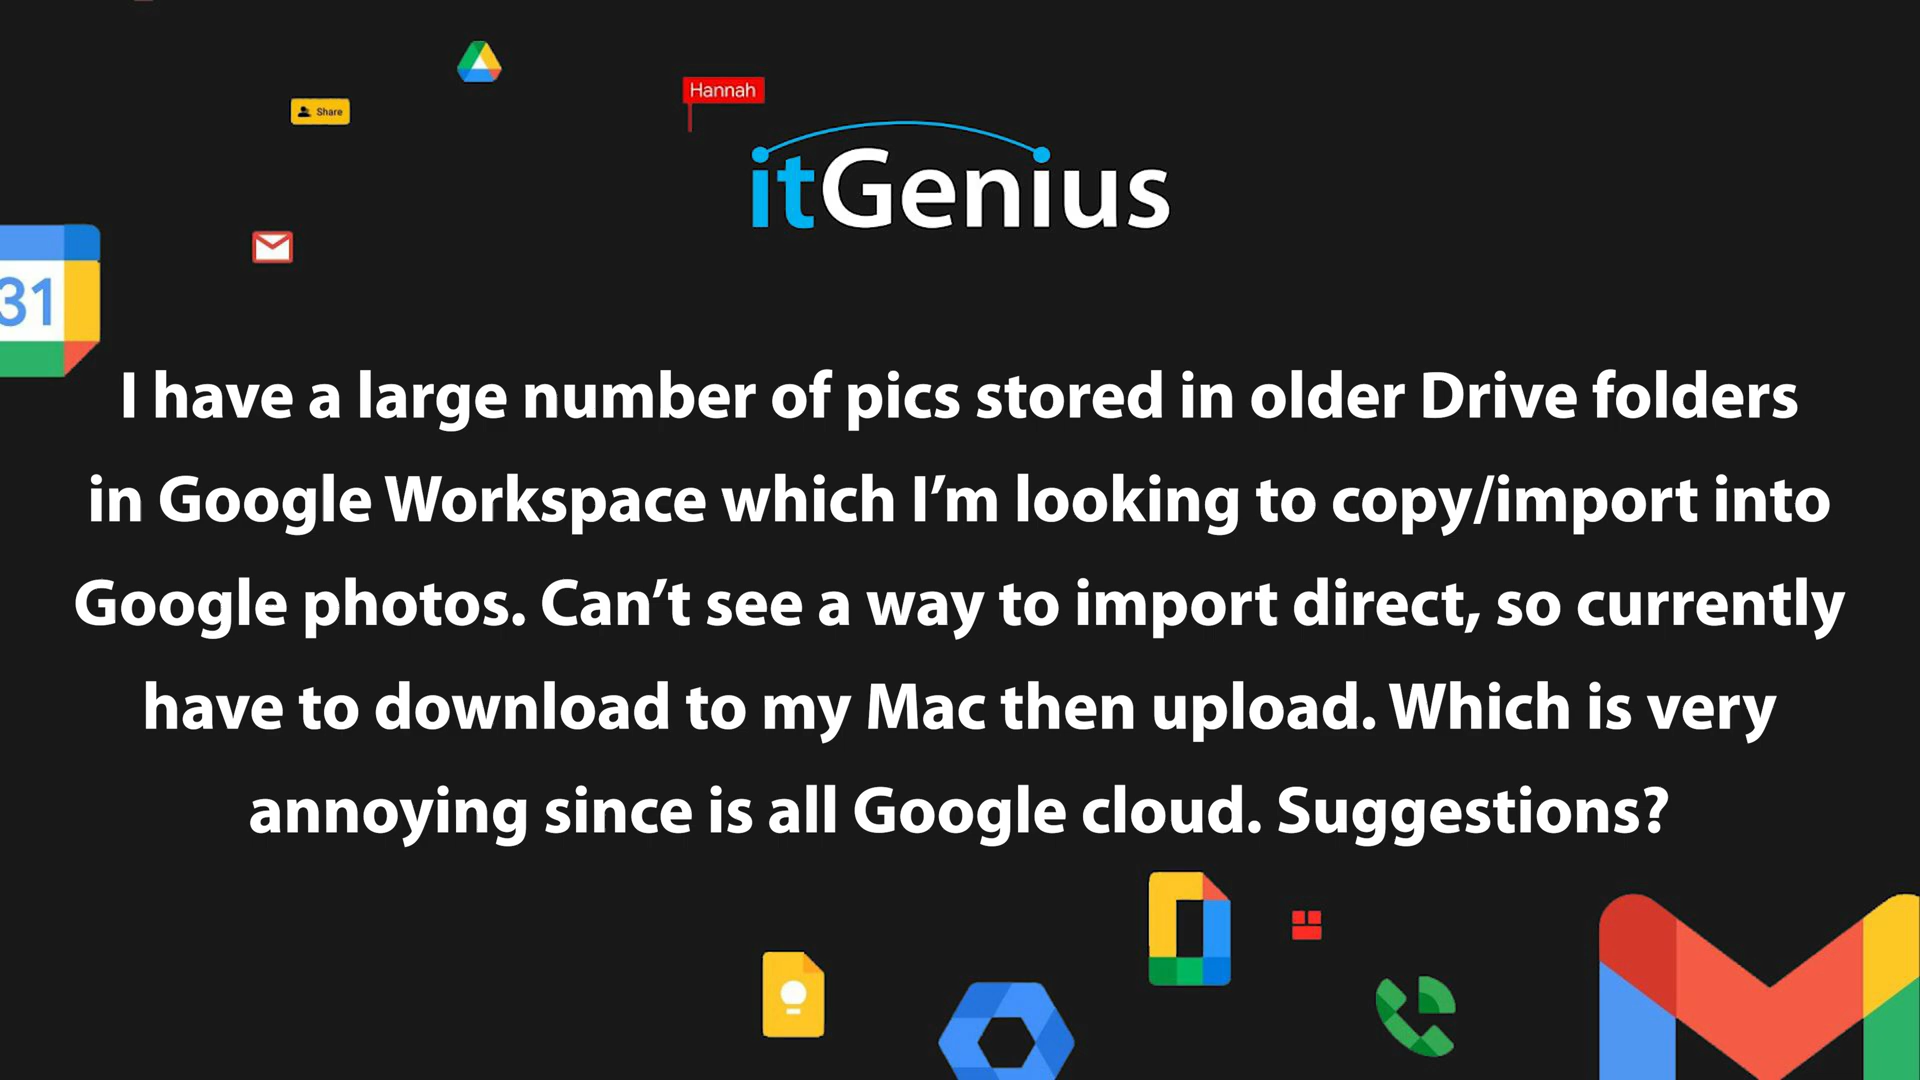 Hannah
Share
itGenius
31
I have a large number of pics stored in older Drive folders
in Google Workspace which I’m looking to copy/import into
Google photos. Can’t see a way to import direct, so currently
have to download to my Mac then upload. Which is very
annoying since is all Google cloud. Suggestions?